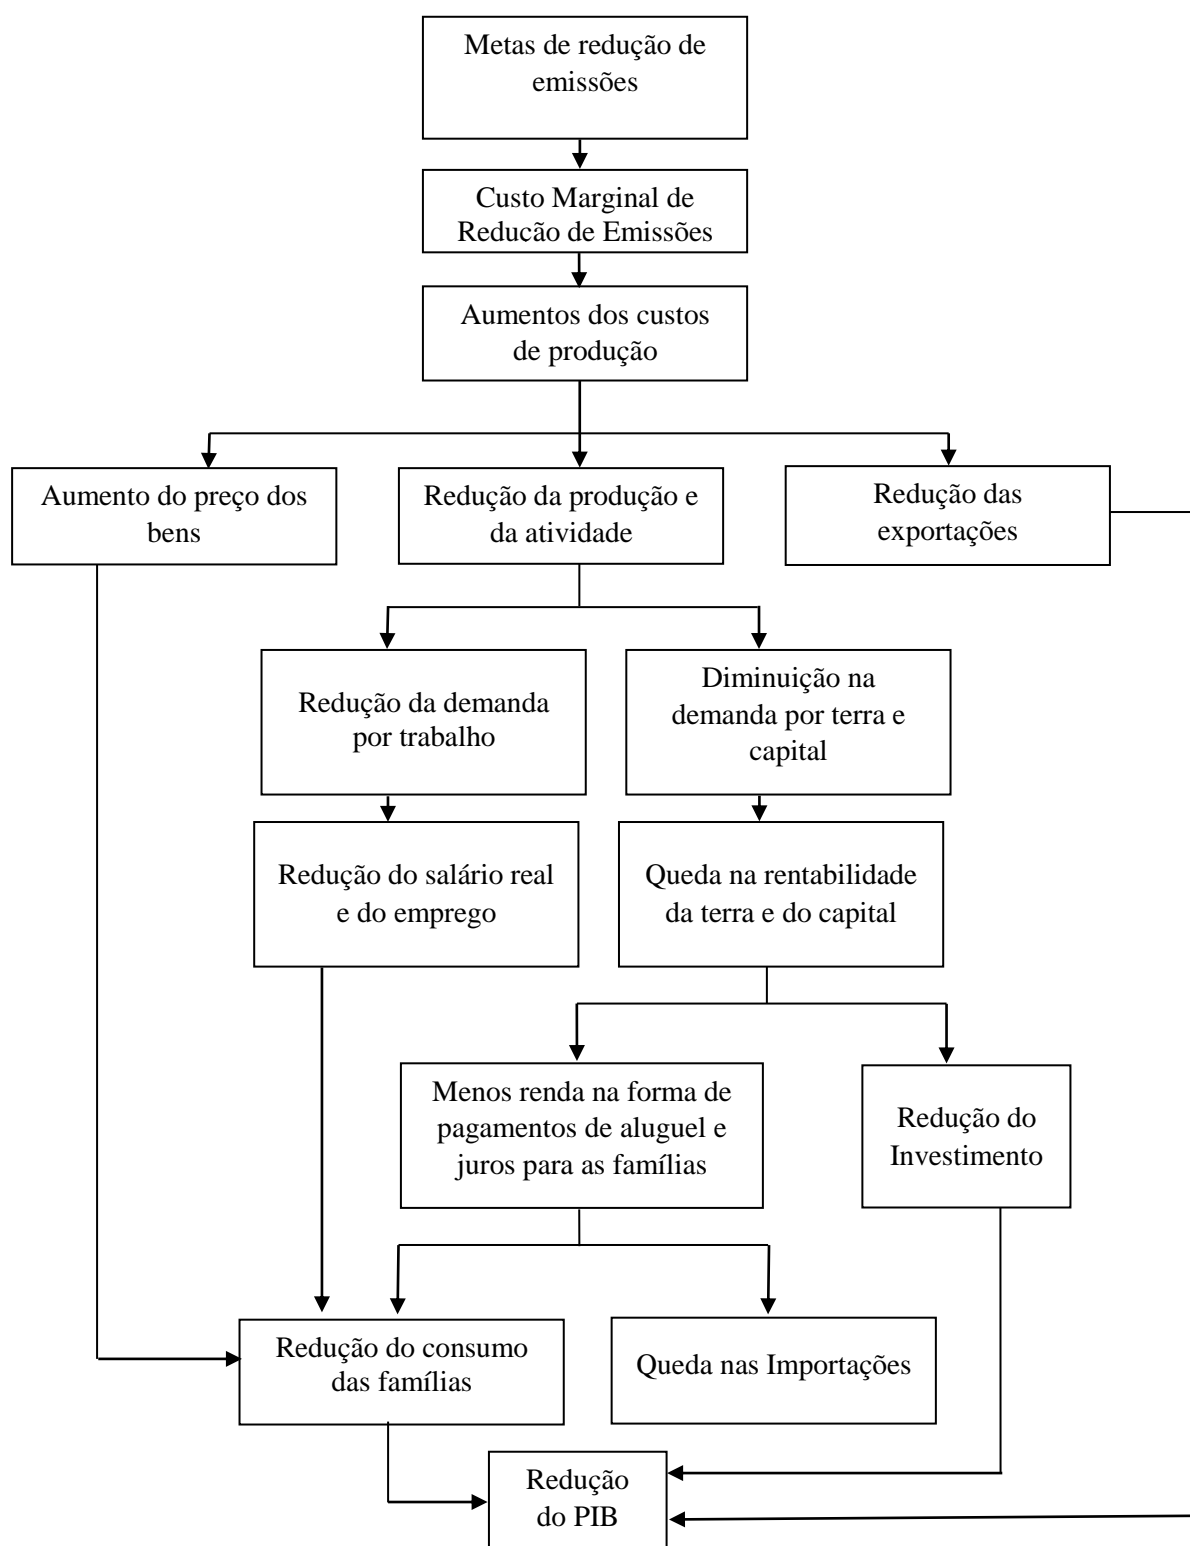 Metas de redução de
emissões
Custo Marginal de
Redução de Emissões
Aumentos dos custos
de produção
Aumento do preço dos
bens
Redução da produção e
da atividade
Redução das
exportações
Redução da demanda
por trabalho
Diminuição na
demanda por terra e
capital
Redução do salário real
e do emprego
Queda na rentabilidade
da terra e do capital
Menos renda na forma de
pagamentos de aluguel e
juros para as famílias
Redução do
Investimento
Redução do consumo
das famílias
Queda nas Importações
Redução
do PIB